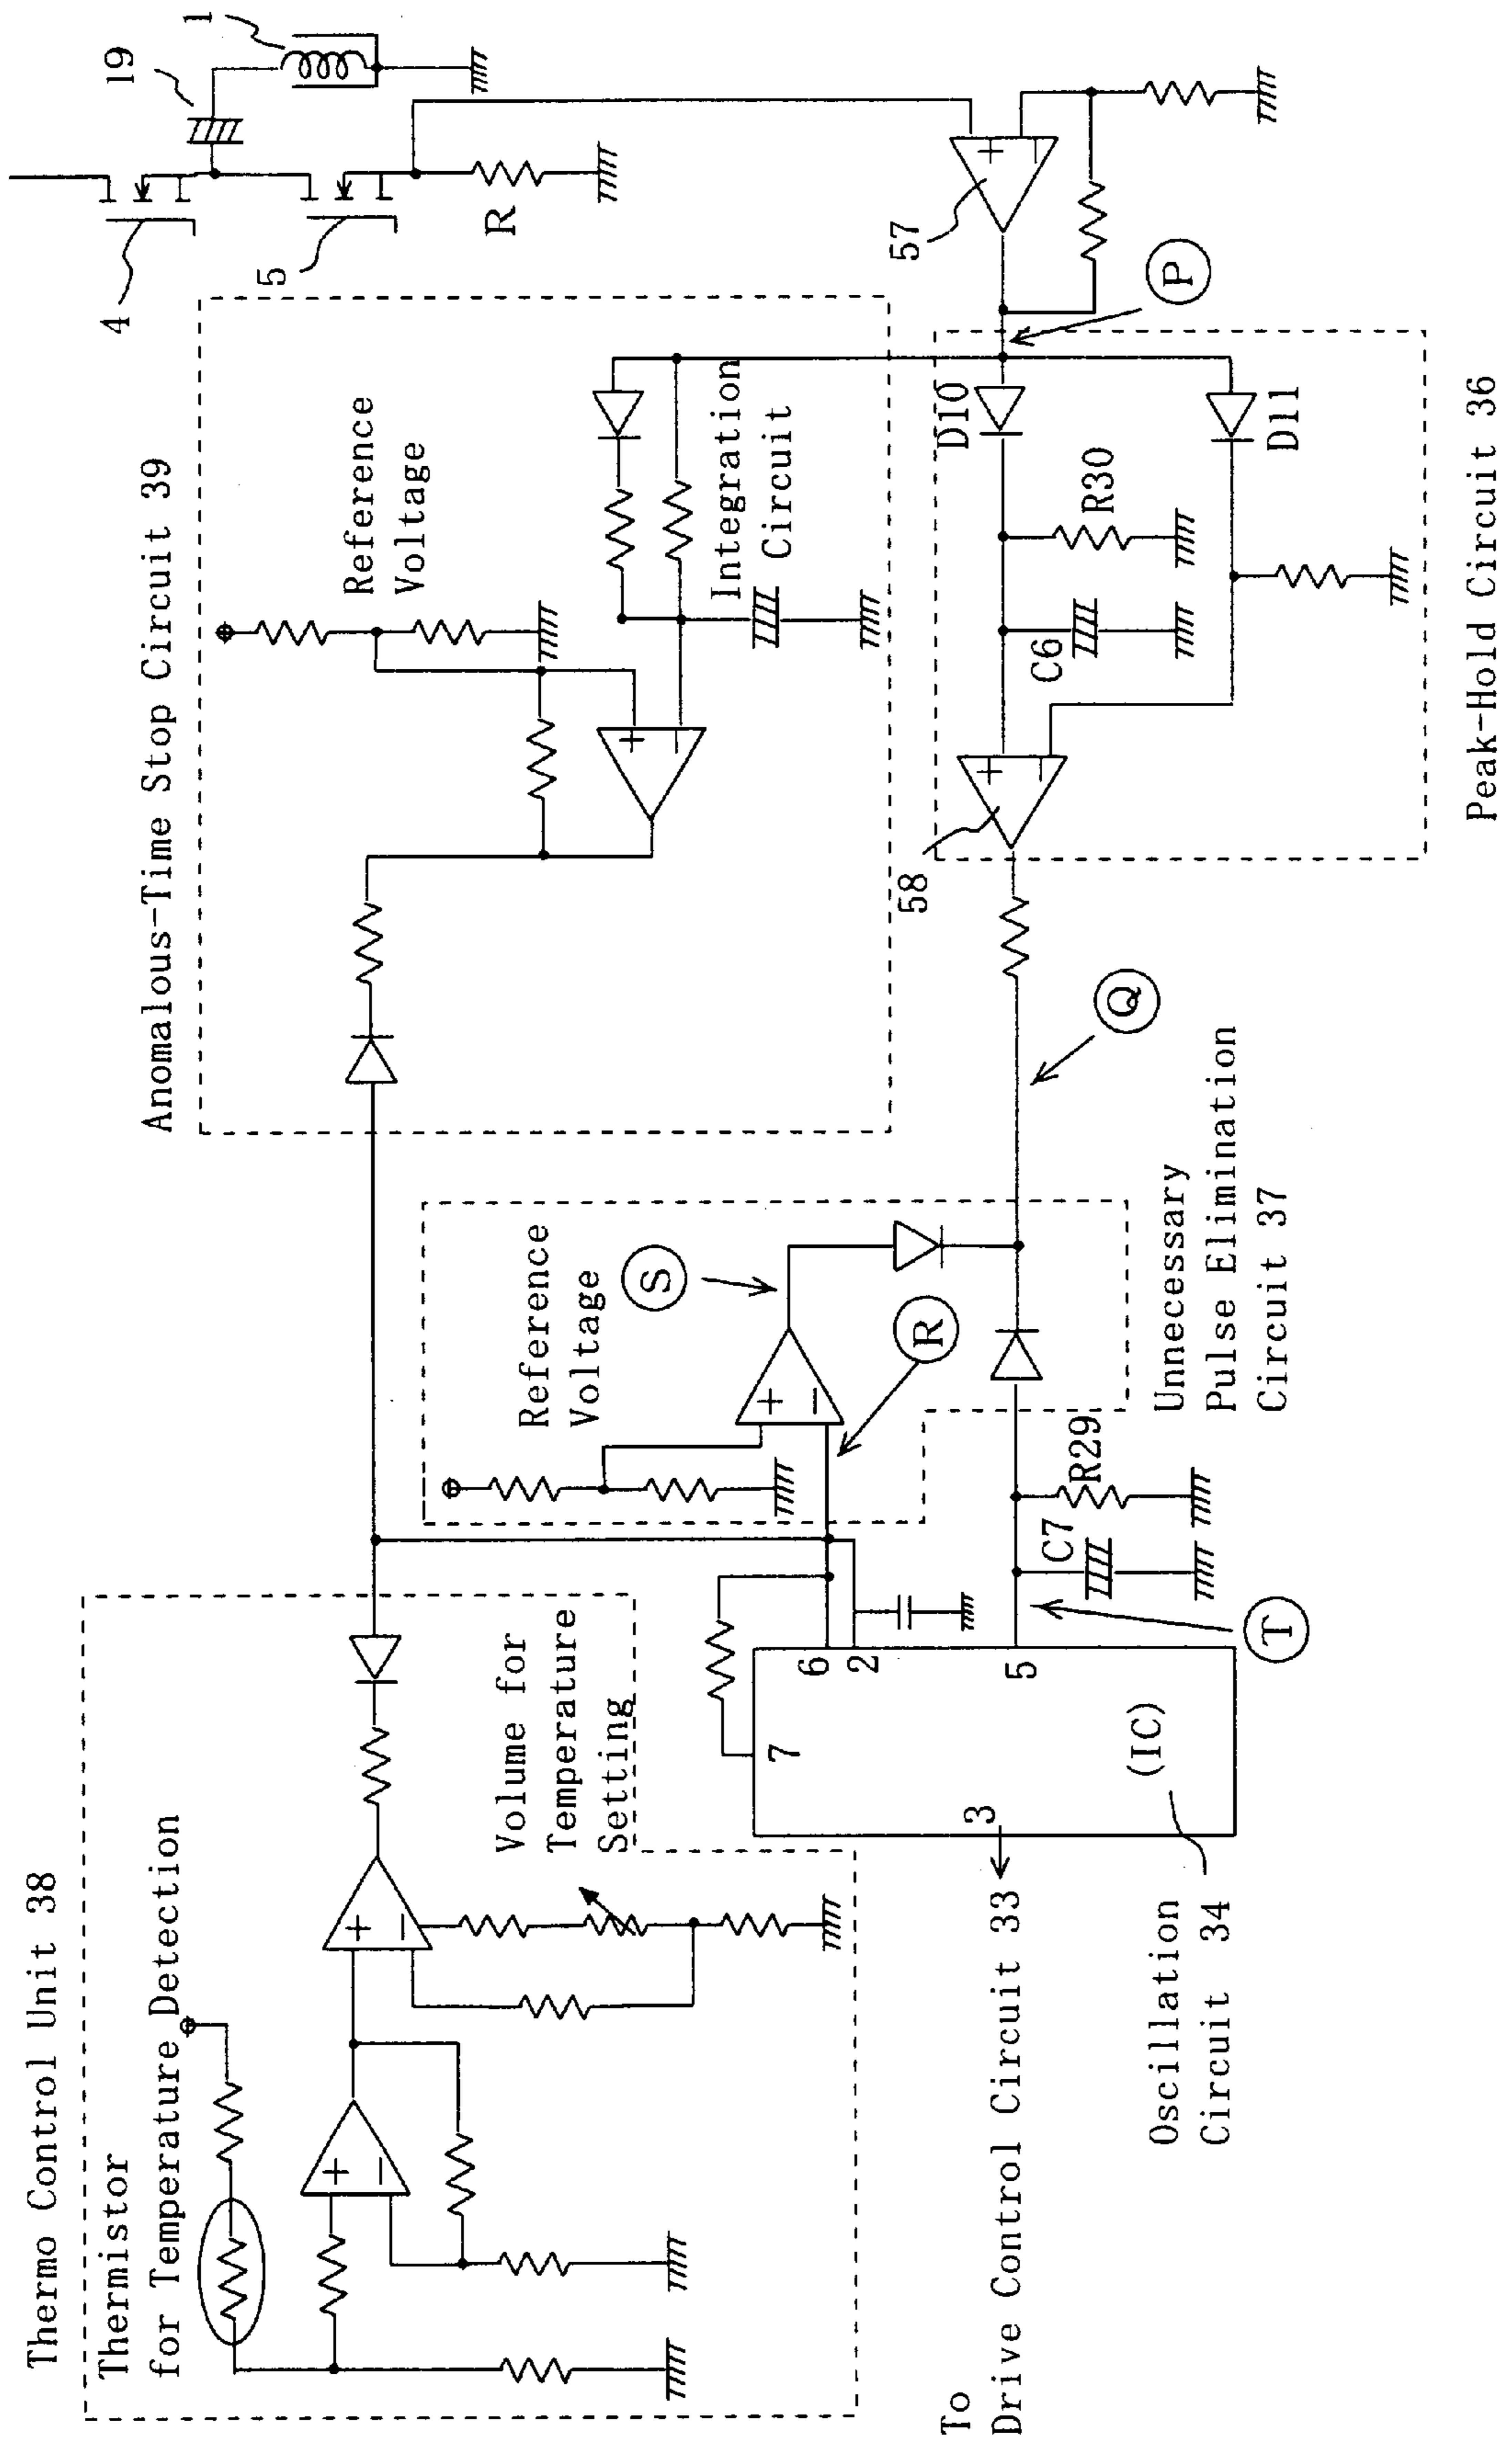 Thermo Control Unit 38
Thermistor
for Temperature Detection
Volume for
Temperature
Setting
+
−
+
−
Anomalous-Time Stop Circuit 39
Reference
Voltage
+
−
Integration
Circuit
4
5
19
1
R
57
+
−
P
Reference
Voltage
S
+
−
R
Unnecessary
Pulse Elimination
Circuit 37
Q
58
+
−
C6
R30
D10
D11
Peak-Hold Circuit 36
7
6
2
5
3
(IC)
C7
R29
T
To
Drive Control Circuit 33
Oscillation
Circuit 34